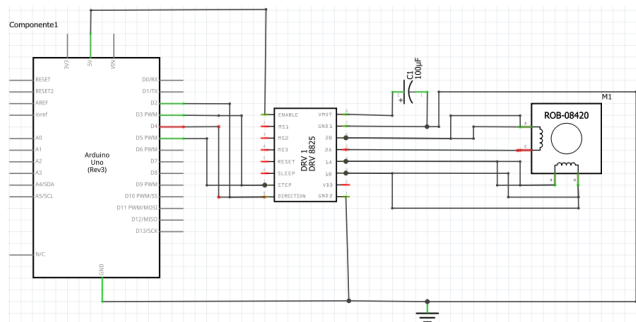 Componente1
3V3
5V
VIN
RESET
RESET2
AREF
ioref
A0
A1
A2
A3
A4/SDA
A5/SCL
N/C
D0/RX
D1/TX
D2
D3 PWM
D4
D5 PWM
D6 PWM
D7
D8
D9 PWM
D10 PWM/SS
D11 PWM/MOSI
D12/MISO
D13/SCK
Arduino
Uno
(Rev3)
GND
ENABLE
MS1
MS2
MS3
RESET
SLEEP
STEP
DIRECTION
DRV 1
DRV 8825
VMOT
GND1
2B
2A
1A
1B
VDD
GND2
C1
100µF
+
M1
ROB-08420